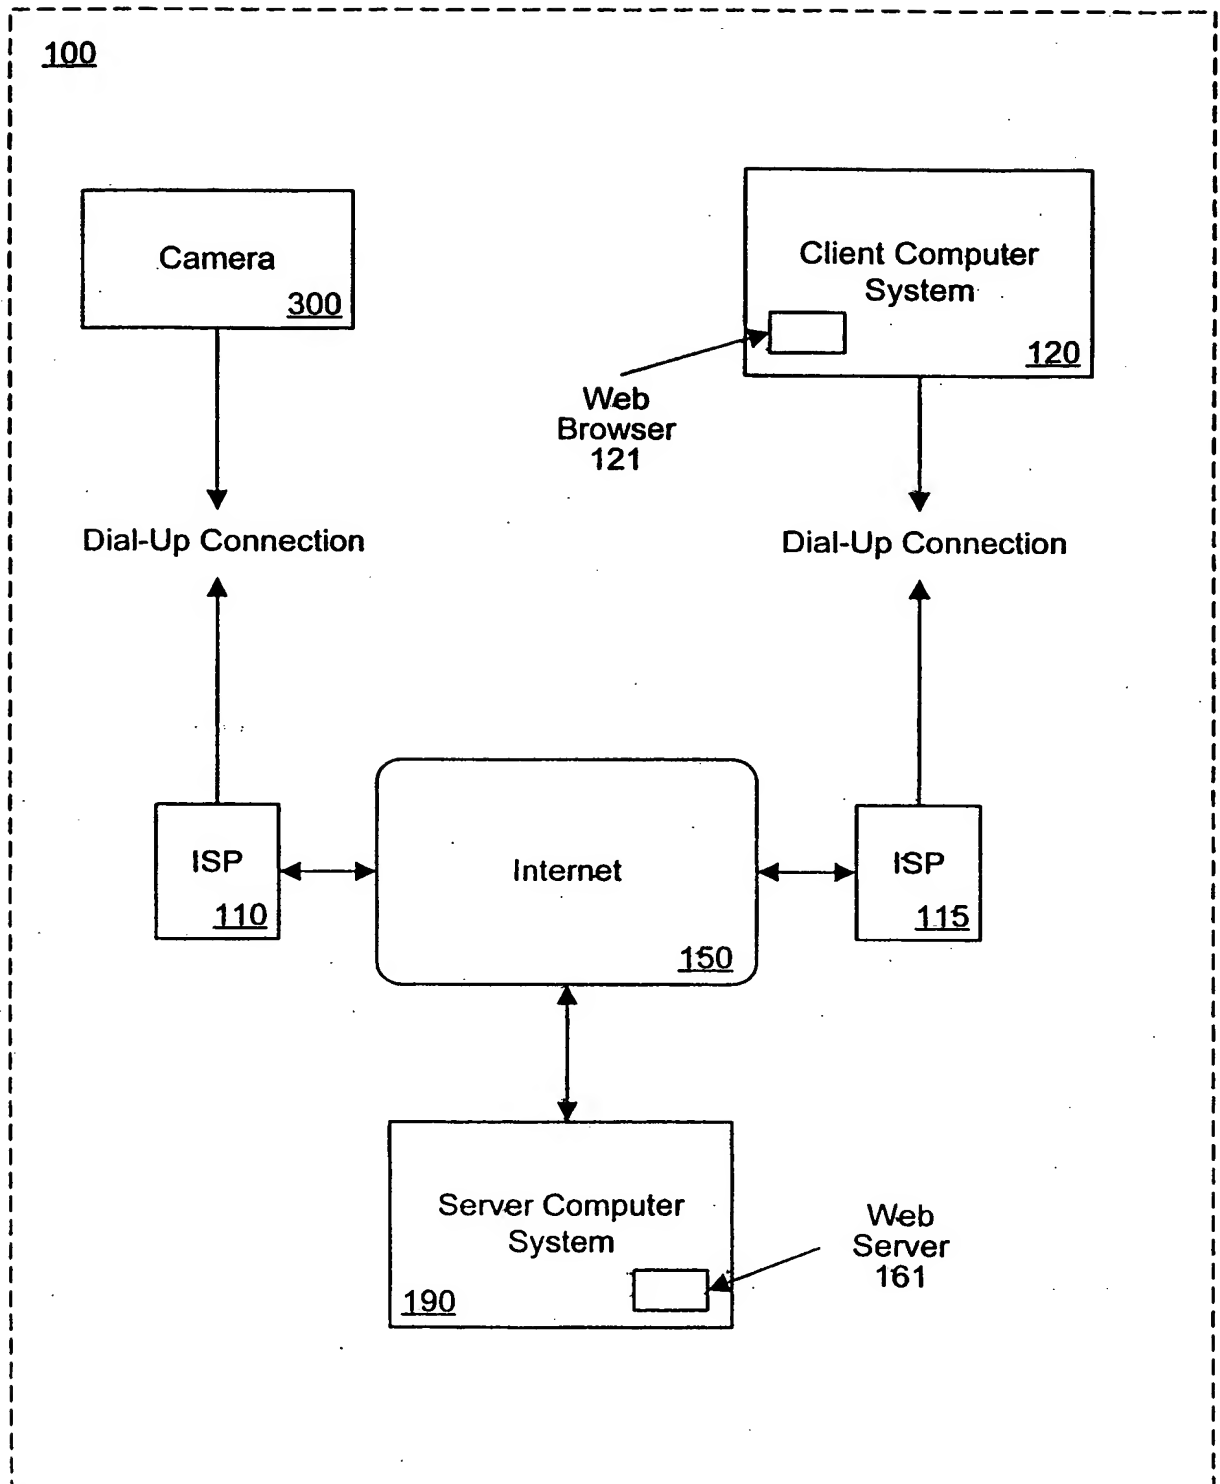 100
Camera
300
Client Computer
System
120
Web
Browser
121
Dial-Up Connection
Dial-Up Connection
ISP
110
Internet
150
ISP
115
Server Computer
System
190
Web
Server
161